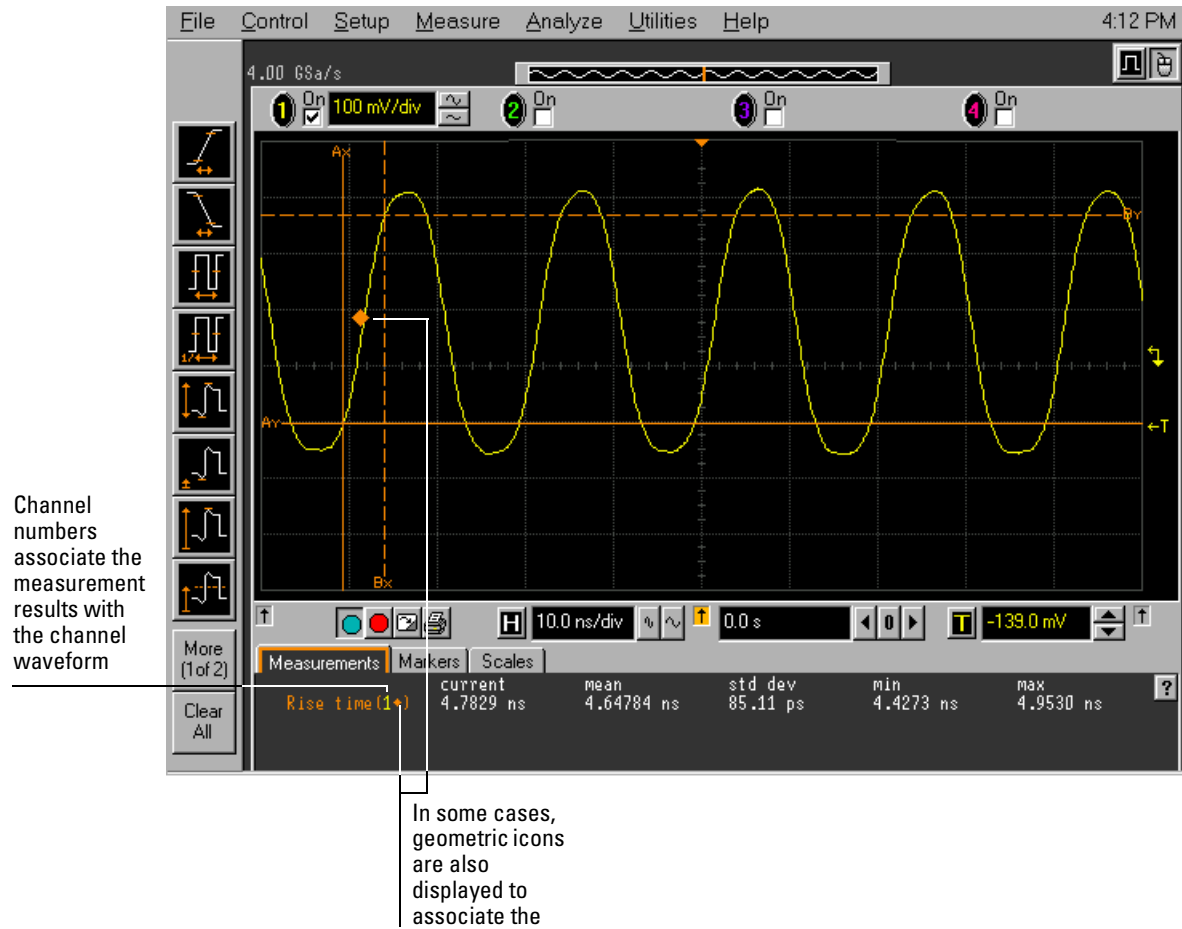 File Control Setup Measure Analyze Utilities Help 4:12 PM
4.00 GSa/s
1 On 100 mV/div 2 On 3 On 4 On
Ax
By
Ay
←T
Bx
1/
More
(1 of 2)
Clear
All
H 10.0 ns/div 0.0 s 0 T -139.0 mV
Measurements Markers Scales
current mean std dev min max ?
Rise time(1◆) 4.7829 ns 4.64784 ns 85.11 ps 4.4273 ns 4.9530 ns
Channel
numbers
associate the
measurement
results with
the channel
waveform
In some cases,
geometric icons
are also
displayed to
associate the